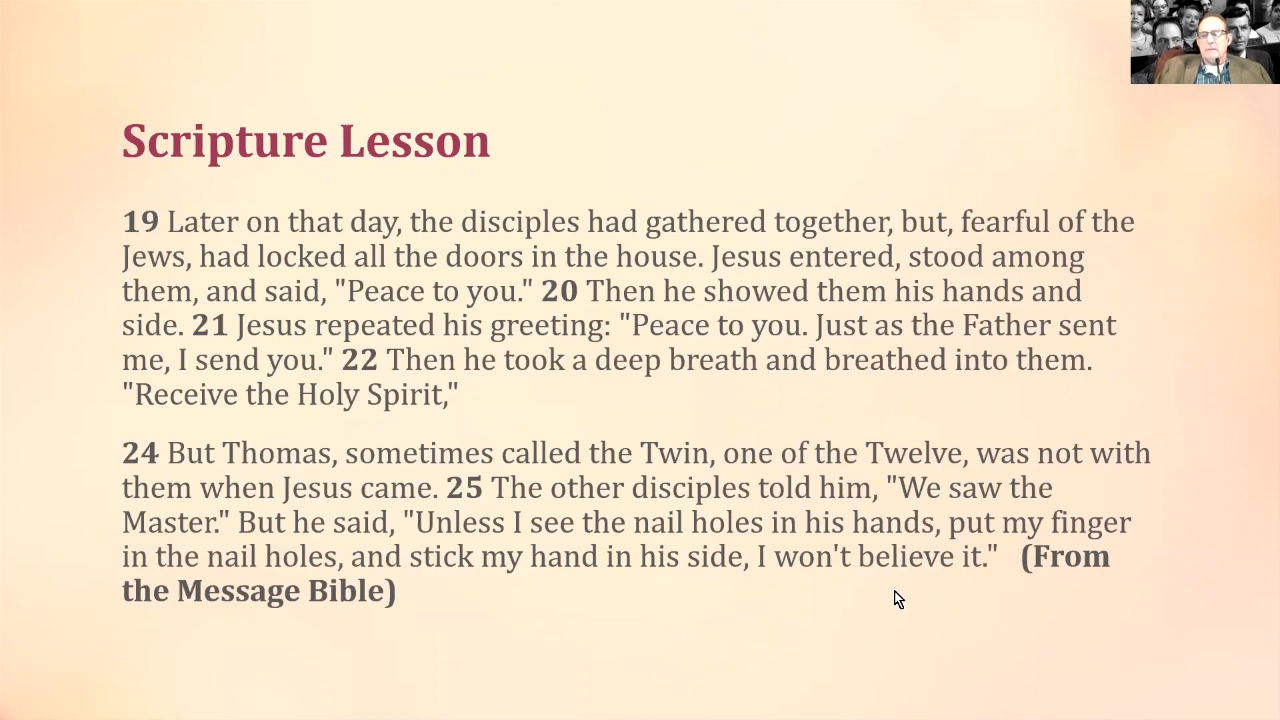 Scripture Lesson
19 Later on that day, the disciples had gathered together, but, fearful of the
Jews, had locked all the doors in the house. Jesus entered, stood among
them, and said, "Peace to you." 20 Then he showed them his hands and
side. 21 Jesus repeated his greeting: "Peace to you. Just as the Father sent
me, I send you." 22 Then he took a deep breath and breathed into them.
"Receive the Holy Spirit,"
24 But Thomas, sometimes called the Twin, one of the Twelve, was not with
them when Jesus came. 25 The other disciples told him, "We saw the
Master." But he said, "Unless I see the nail holes in his hands, put my finger
in the nail holes, and stick my hand in his side, I won't believe it." (From
the Message Bible)